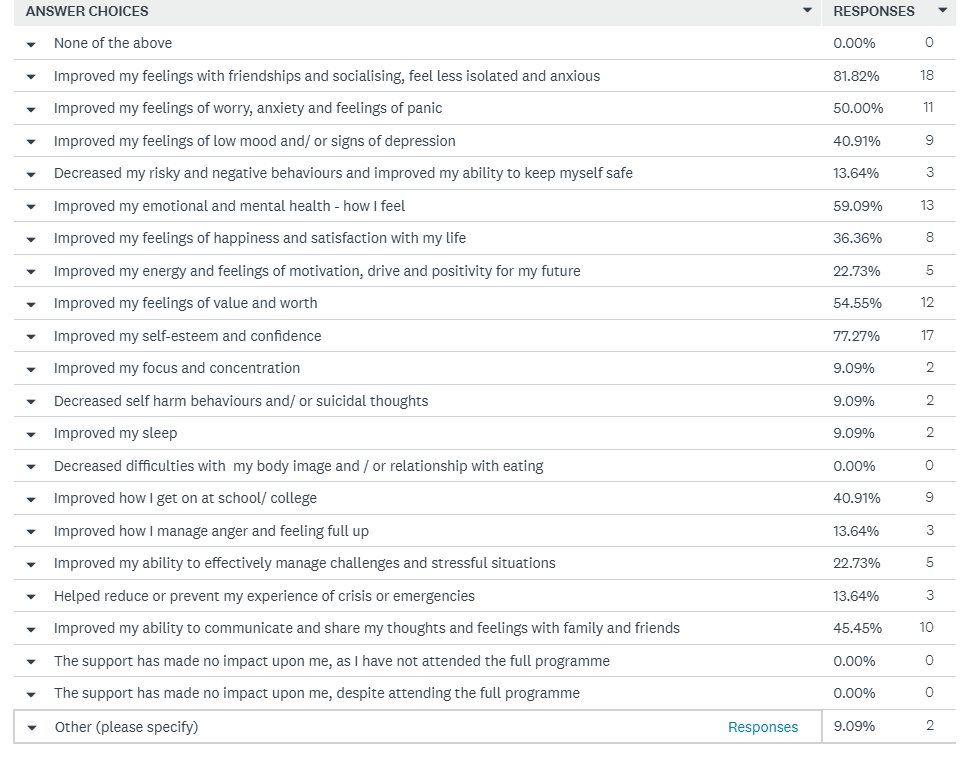 ANSWER CHOICES RESPONSES
None of the above 0.00% 0
Improved my feelings with friendships and socialising, feel less isolated and anxious 81.82% 18
Improved my feelings of worry, anxiety and feelings of panic 50.00% 11
Improved my feelings of low mood and/ or signs of depression 40.91% 9
Decreased my risky and negative behaviours and improved my ability to keep myself safe 13.64% 3
Improved my emotional and mental health - how I feel 59.09% 13
Improved my feelings of happiness and satisfaction with my life 36.36% 8
Improved my energy and feelings of motivation, drive and positivity for my future 22.73% 5
Improved my feelings of value and worth 54.55% 12
Improved my self-esteem and confidence 77.27% 17
Improved my focus and concentration 9.09% 2
Decreased self harm behaviours and/ or suicidal thoughts 9.09% 2
Improved my sleep 9.09% 2
Decreased difficulties with  my body image and / or relationship with eating 0.00% 0
Improved how I get on at school/ college 40.91% 9
Improved how I manage anger and feeling full up 13.64% 3
Improved my ability to effectively manage challenges and stressful situations 22.73% 5
Helped reduce or prevent my experience of crisis or emergencies 13.64% 3
Improved my ability to communicate and share my thoughts and feelings with family and friends 45.45% 10
The support has made no impact upon me, as I have not attended the full programme 0.00% 0
The support has made no impact upon me, despite attending the full programme 0.00% 0
Other (please specify) Responses 9.09% 2